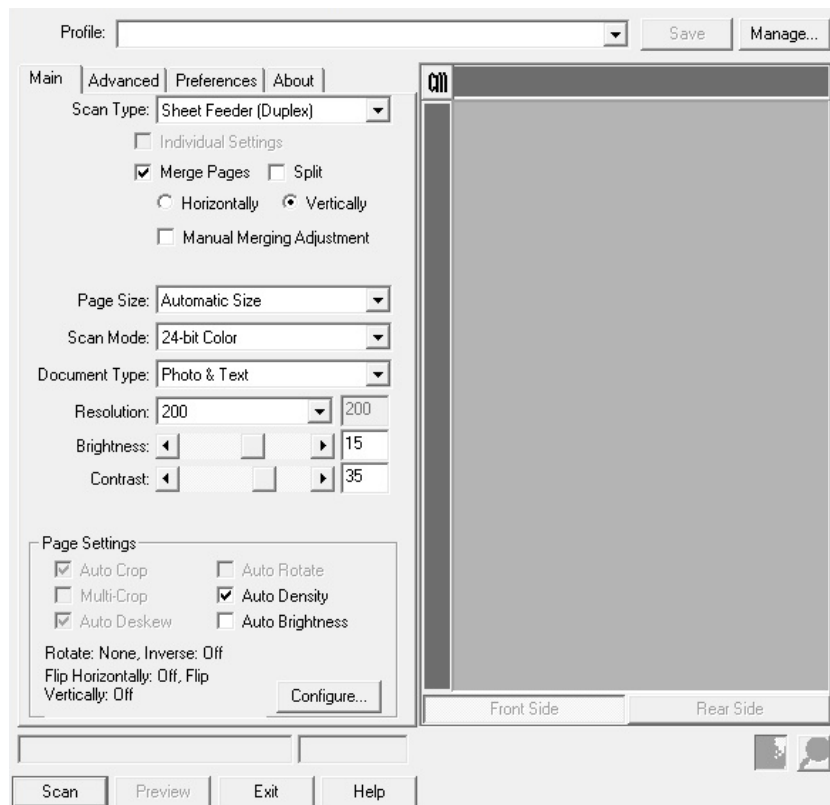 Profile: Save Manage...
Main Advanced Preferences About
Scan Type: Sheet Feeder (Duplex)
Individual Settings
Merge Pages Split
Horizontally Vertically
Manual Merging Adjustment
Page Size: Automatic Size
Scan Mode: 24-bit Color
Document Type: Photo & Text
Resolution: 200 200
Brightness: 15
Contrast: 35
Page Settings
Auto Crop Auto Rotate
Multi-Crop Auto Density
Auto Deskew Auto Brightness
Rotate: None, Inverse: Off
Flip Horizontally: Off, Flip
Vertically: Off
Configure...
Front Side Rear Side
Scan Preview Exit Help